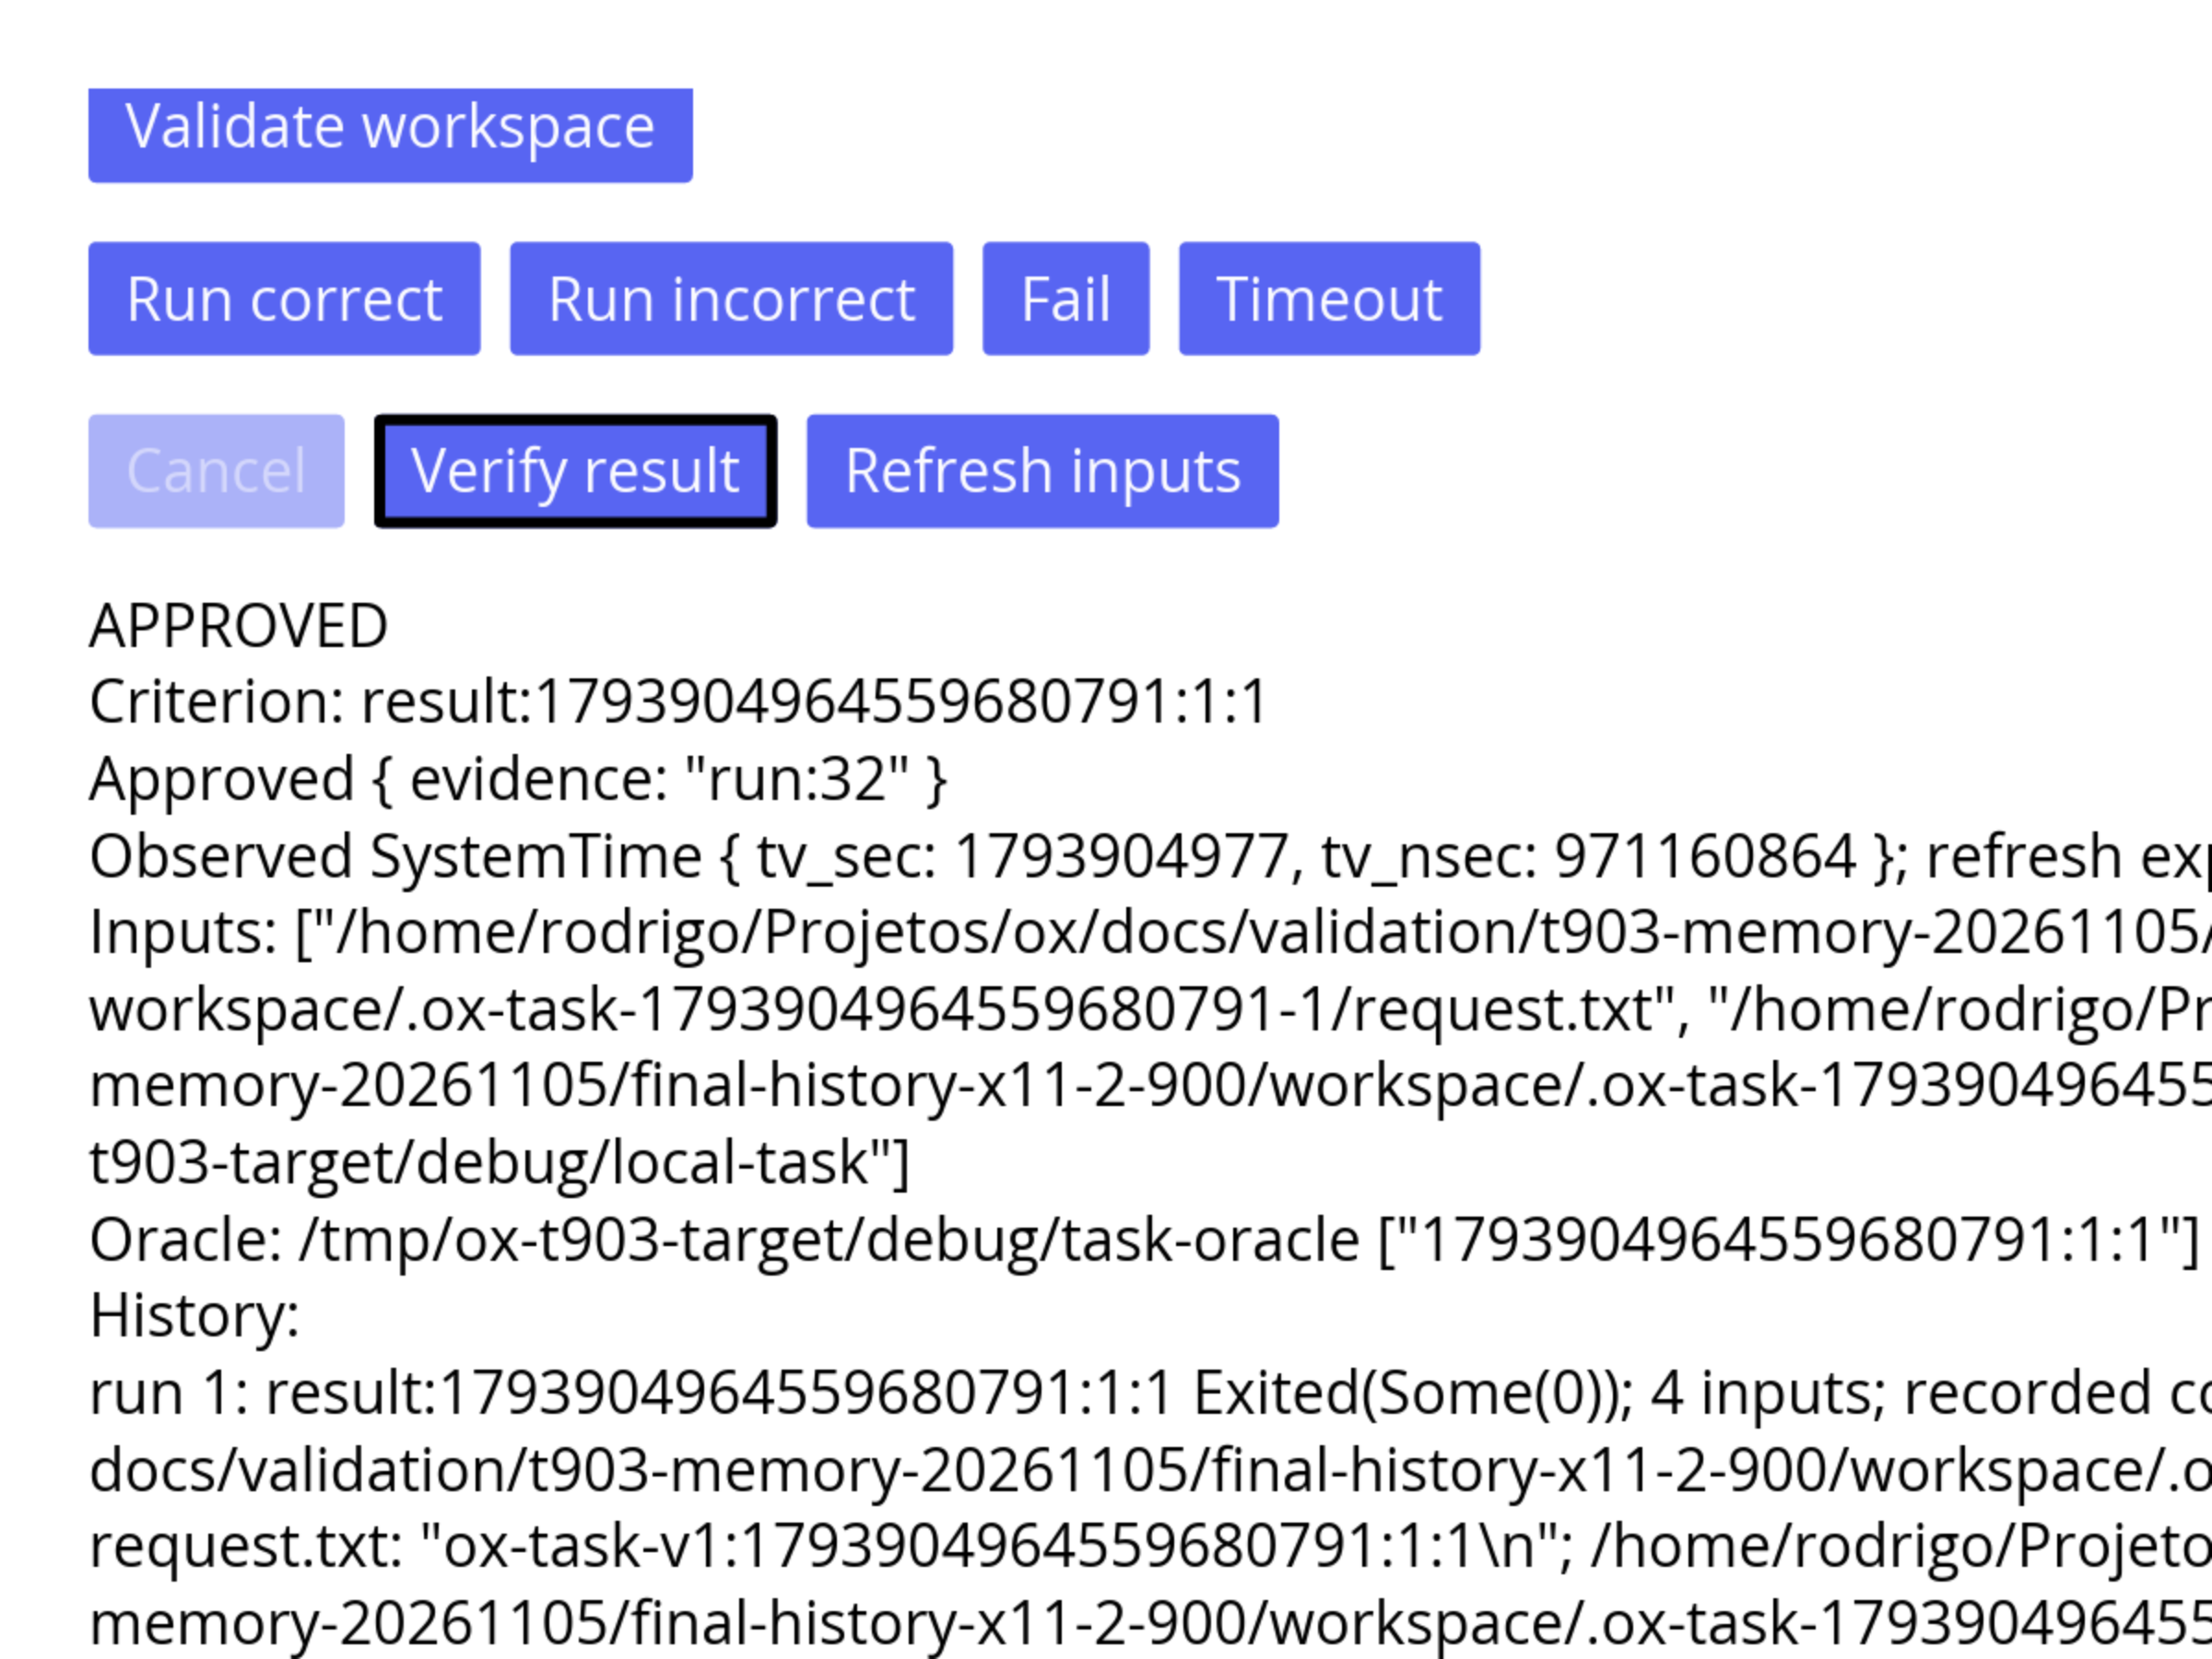 Validate workspace
Run correct Run incorrect Fail Timeout
Cancel Verify result Refresh inputs
APPROVED
Criterion: result:1793904964559680791:1:1
Approved { evidence: "run:32" }
Observed SystemTime { tv_sec: 1793904977, tv_nsec: 971160864 }; refresh
Inputs: ["/home/rodrigo/Projetos/ox/docs/validation/t903-memory-20261105/
workspace/.ox-task-1793904964559680791-1/request.txt", "/home/rodrigo/
memory-20261105/final-history-x11-2-900/workspace/.ox-task-179390496455
t903-target/debug/local-task"]
Oracle: /tmp/ox-t903-target/debug/task-oracle ["1793904964559680791:1:1"]
History:
run 1: result:1793904964559680791:1:1 Exited(Some(0)); 4 inputs; recorded
docs/validation/t903-memory-20261105/final-history-x11-2-900/workspace/
request.txt: "ox-task-v1:1793904964559680791:1:1\n"; /home/rodrigo/
memory-20261105/final-history-x11-2-900/workspace/.ox-task-179390496455